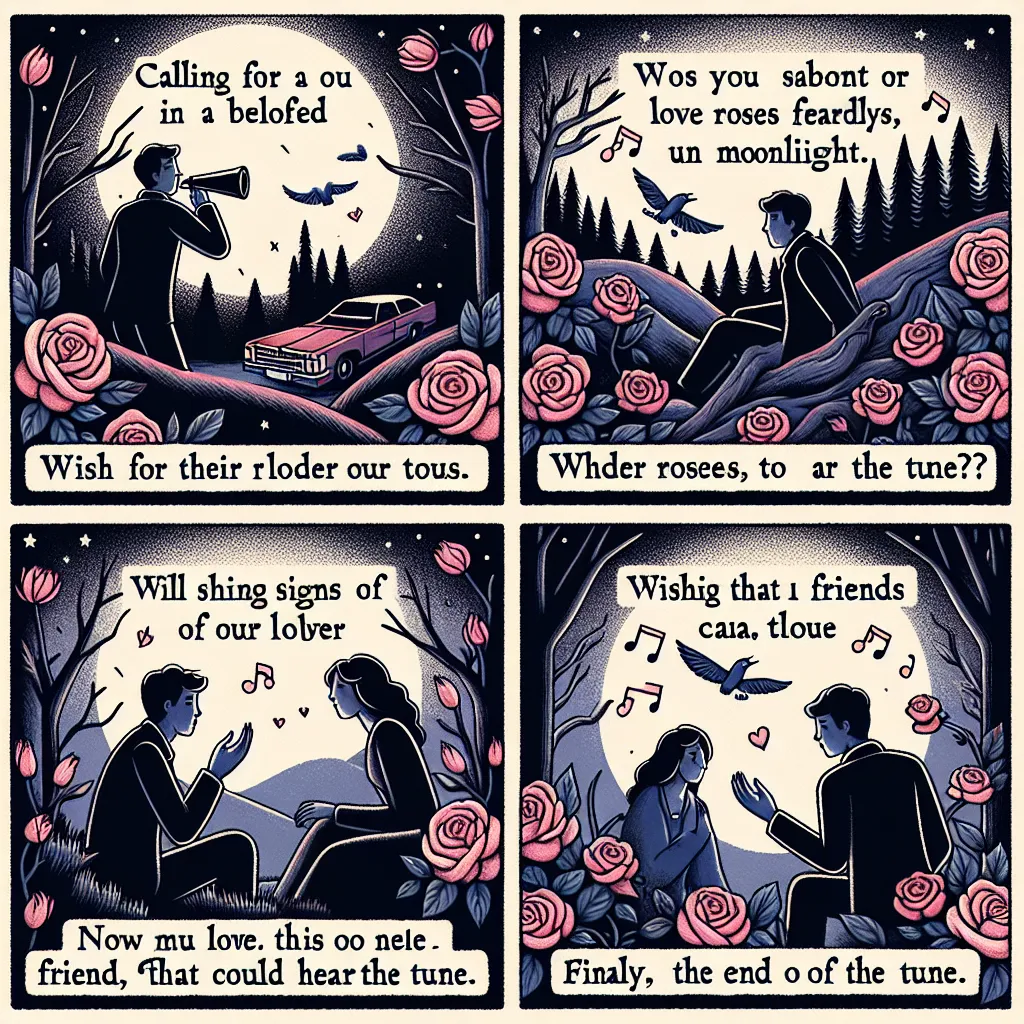 Calling for a ou
in a belofed
Wish for their rloder our tous.
Wos you sabont or
love roses feardlys,
un moonliight.
Whder rosees, to ar the tune??
Will shing signs of
of our lobyer
Now mu love. this oo nele.
friend, That could hear the tune.
Wishig that ı friends
caıa, tloue
Finaly, the end o of the tune.